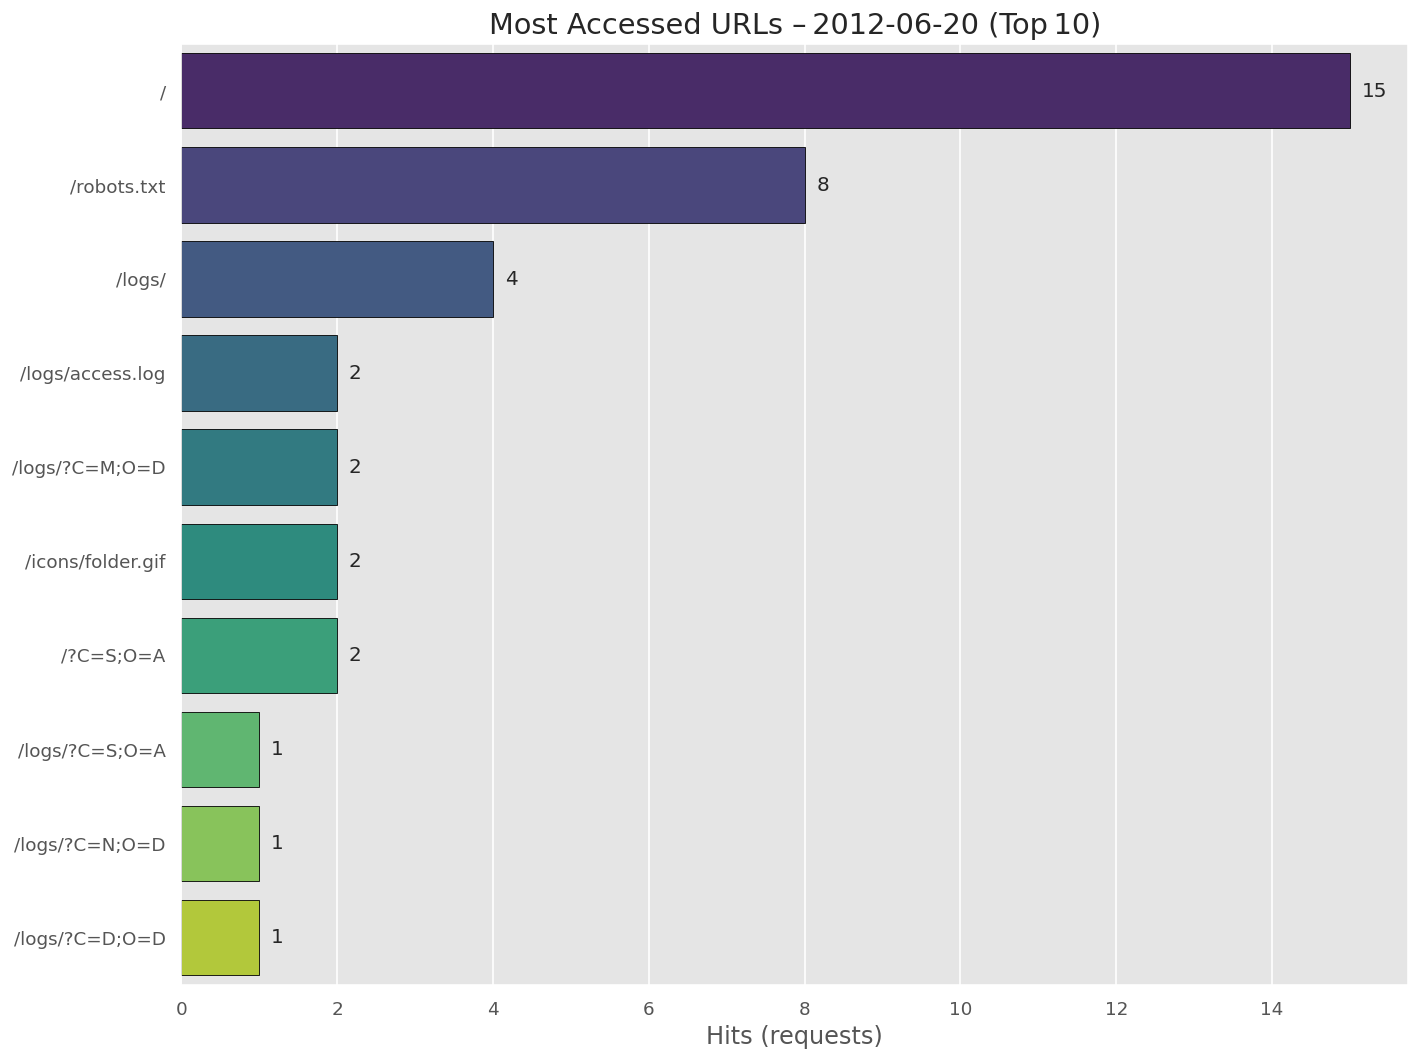 Most Accessed URLs – 2012-06-20 (Top 10)
/ 15
/robots.txt 8
/logs/ 4
/logs/access.log 2
/logs/?C=M;O=D 2
/icons/folder.gif 2
/?C=S;O=A 2
/logs/?C=S;O=A 1
/logs/?C=N;O=D 1
/logs/?C=D;O=D 1
0 2 4 6 8 10 12 14
Hits (requests)